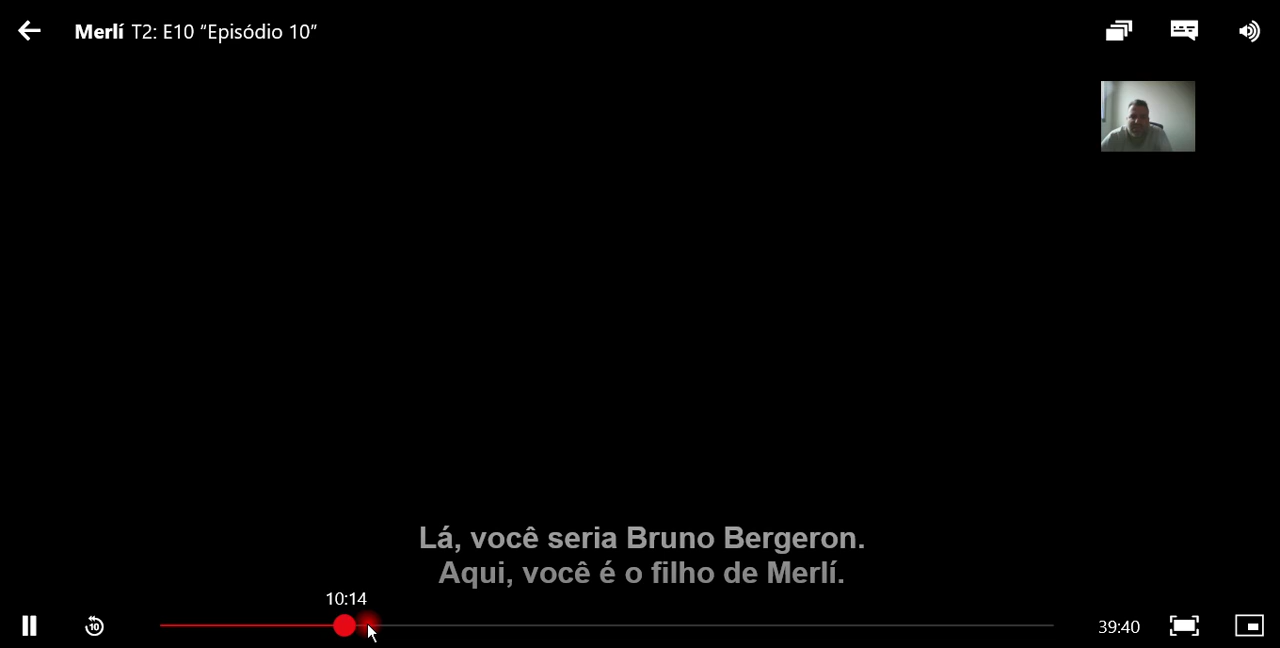 Merlí T2: E10 “Episódio 10”
Lá, você seria Bruno Bergeron.
Aqui, você é o filho de Merlí.
10:14
10
39:40